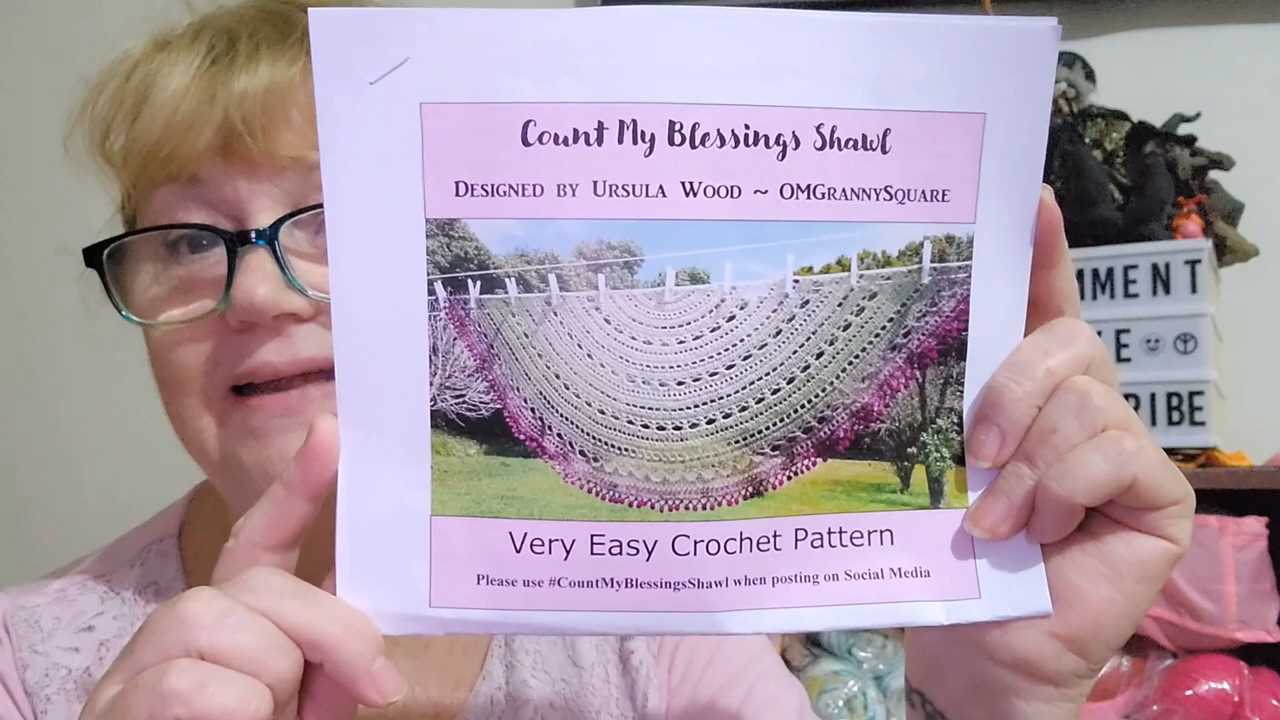 Count My Blessings Shawl
Designed by Ursula Wood ~ OMGrannySquare
Very Easy Crochet Pattern
Please use #CountMyBlessingsShawl when posting on Social Media
MMENT
E
RIBE